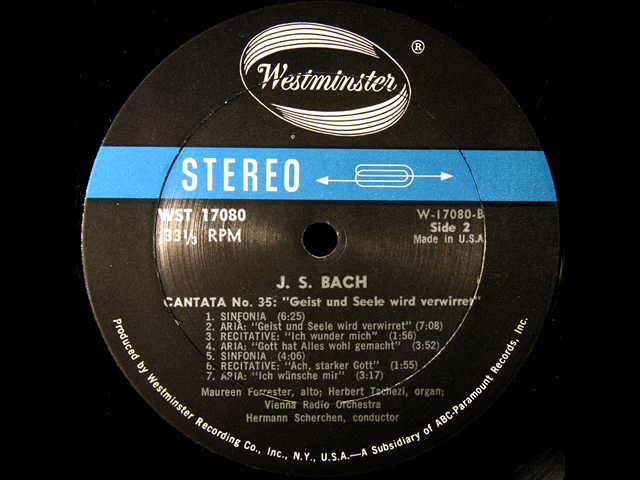 Westminster ®
STEREO
WST 17080
33⅓ RPM
W-17080-B
Side 2
Made in U.S.A.
J. S. BACH
CANTATA No. 35: "Geist und Seele wird verwirret"
1. SINFONIA (6:25)
2. ARIA: "Geist und Seele wird verwirret" (7:08)
3. RECITATIVE: "Ich wunder mich" (1:56)
4. ARIA: "Gott hat Alles wohl gemacht" (3:52)
5. SINFONIA (4:06)
6. RECITATIVE: "Ach, starker Gott" (1:55)
7. ARIA: "Ich wünsche mir" (3:17)
Maureen Forrester, alto; Herbert Tachezi, organ;
Vienna Radio Orchestra
Hermann Scherchen, conductor
Produced by Westminster Recording Co., Inc., N.Y., U.S.A.—A Subsidiary of ABC-Paramount Records, Inc.